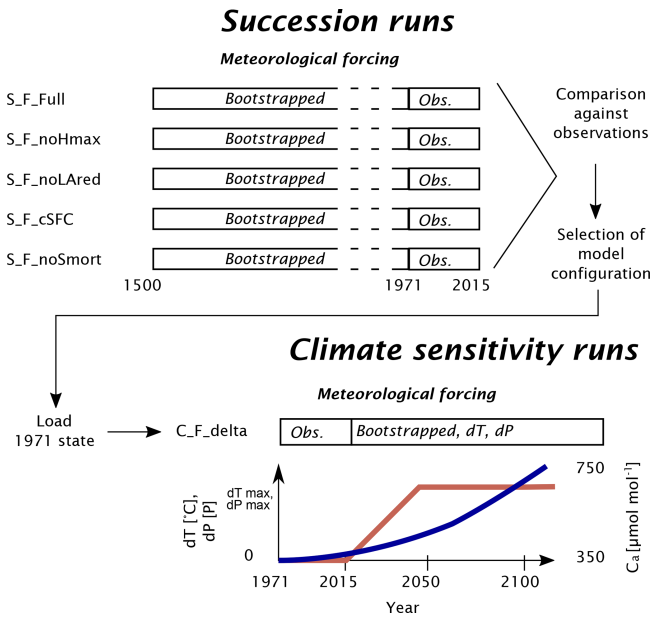 Succession runs
Meteorological forcing
S_F_Full
Bootstrapped
Obs.
S_F_noHmax
Bootstrapped
Obs.
S_F_noLAred
Bootstrapped
Obs.
S_F_cSFC
Bootstrapped
Obs.
S_F_noSmort
Bootstrapped
Obs.
1500
1971
2015
Comparison
against
observations
Selection of
model
configuration
Climate sensitivity runs
Meteorological forcing
Load
1971 state
C_F_delta
Obs.
Bootstrapped, dT, dP
dT [°C],
dP [P]
dT max,
dP max
0
750
350
Ca [μmol mol⁻¹]
1971
2015
2050
2100
Year